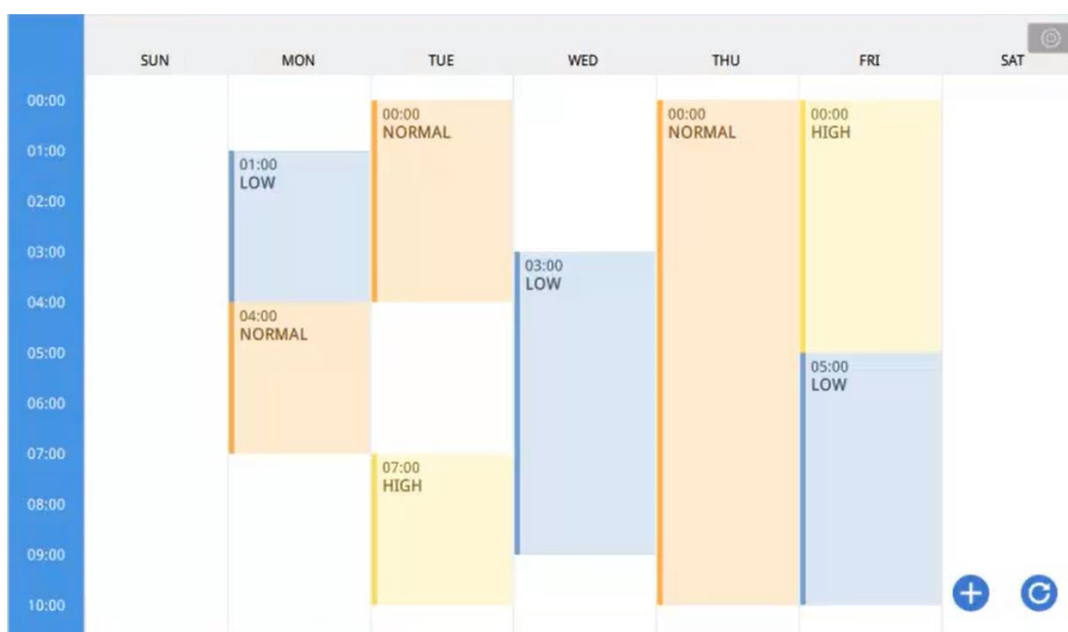 SUN MON TUE WED THU FRI SAT
00:00
01:00
02:00
03:00
04:00
05:00
06:00
07:00
08:00
09:00
10:00
01:00
LOW
04:00
NORMAL
00:00
NORMAL
07:00
HIGH
03:00
LOW
00:00
NORMAL
00:00
HIGH
05:00
LOW